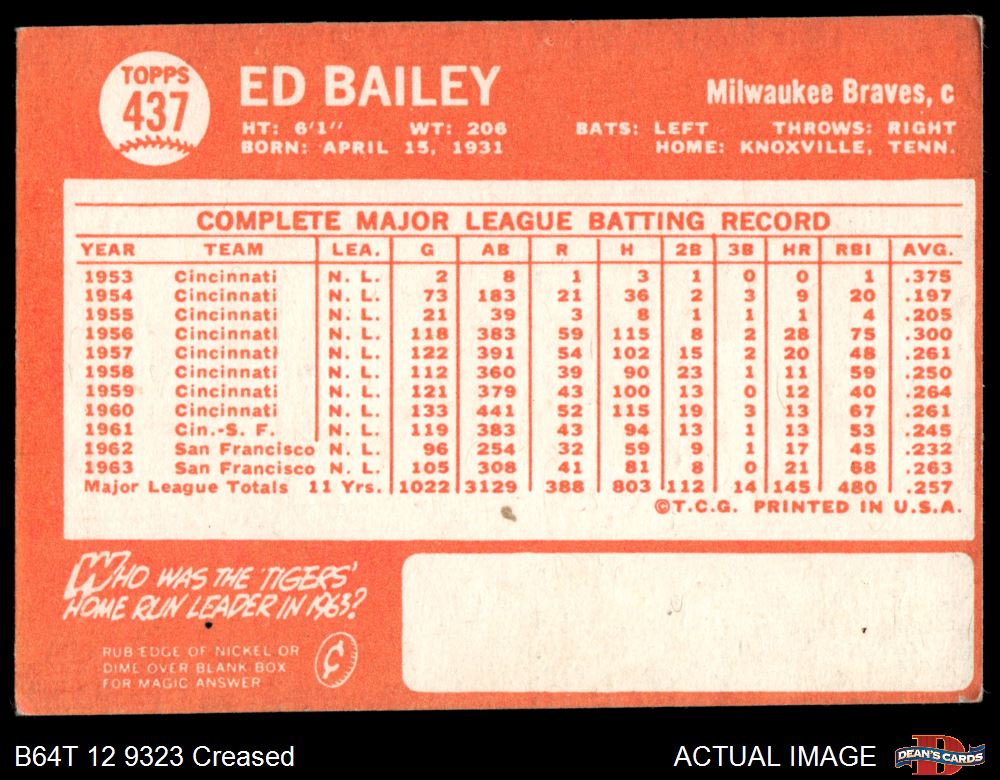 TOPPS
437
ED BAILEY
Milwaukee Braves, c
HT: 6'1" WT: 206 BATS: LEFT THROWS: RIGHT
BORN: APRIL 15, 1931 HOME: KNOXVILLE, TENN.
COMPLETE MAJOR LEAGUE BATTING RECORD
YEAR TEAM LEA. G AB R H 2B 3B HR RBI AVG.
1953 Cincinnati N. L. 2 8 1 3 1 0 0 1 .375
1954 Cincinnati N. L. 73 183 21 36 2 3 9 20 .197
1955 Cincinnati N. L. 21 39 3 8 1 1 1 4 .205
1956 Cincinnati N. L. 118 383 59 115 8 2 28 75 .300
1957 Cincinnati N. L. 122 391 54 102 15 2 20 48 .261
1958 Cincinnati N. L. 112 360 39 90 23 1 11 59 .250
1959 Cincinnati N. L. 121 379 43 100 13 0 12 40 .264
1960 Cincinnati N. L. 133 441 52 115 19 3 13 67 .261
1961 Cin.-S. F. N. L. 119 383 43 94 13 1 13 53 .245
1962 San Francisco N. L. 96 254 32 59 9 1 17 45 .232
1963 San Francisco N. L. 105 308 41 81 8 0 21 68 .263
Major League Totals 11 Yrs. 1022 3129 388 803 112 14 145 480 .257
©T.C.G. PRINTED IN U.S.A.
WHO WAS THE TIGERS'
HOME RUN LEADER IN 1963?
RUB EDGE OF NICKEL OR
DIME OVER BLANK BOX
FOR MAGIC ANSWER
¢
B64T 12 9323 Creased
ACTUAL IMAGE
DEAN'S CARDS